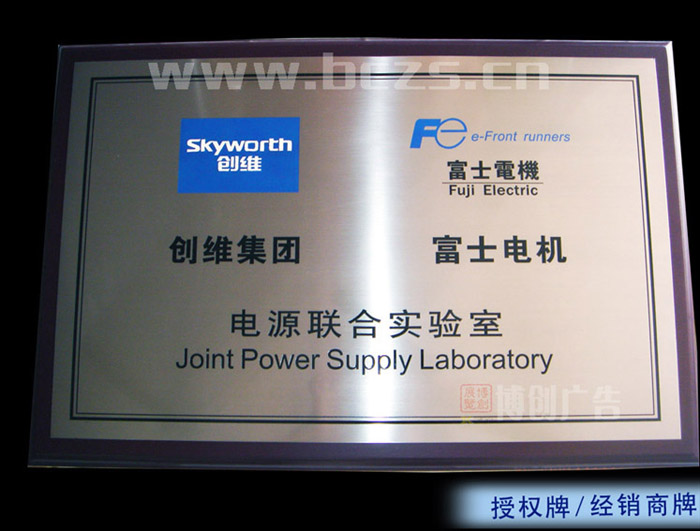 www.bczs.cn
Skyworth
创维
Fe e-Front runners
富士電機
Fuji Electric
创维集团 富士电机
电源联合实验室
Joint Power Supply Laboratory
博创广告
授权牌/经销商牌